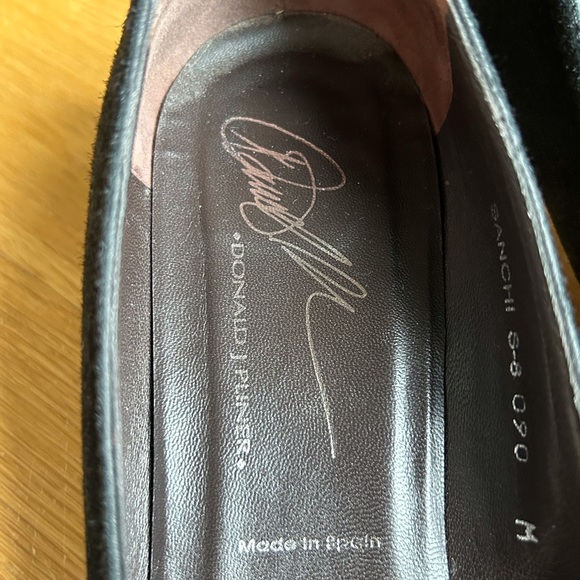 •DONALD J PLINER•
Made in Spain
SANCHI S-8 090 M